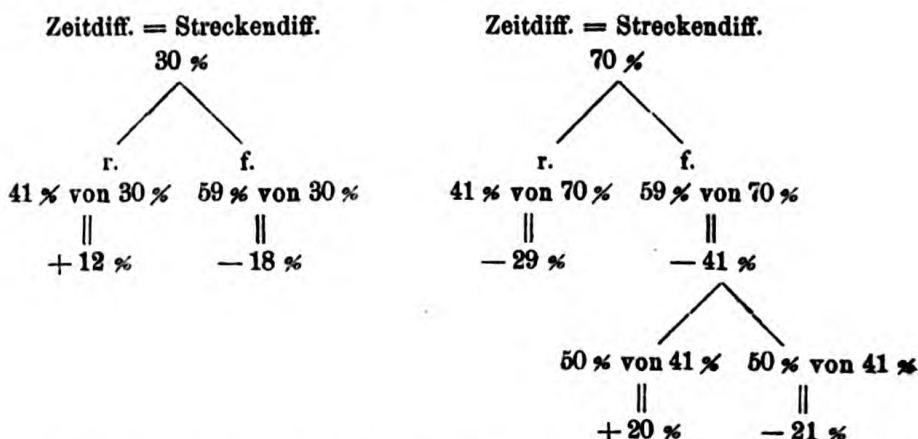 Zeitdiff. = Streckendiff.
30 %
r. f.
41 % von 30 % 59 % von 30 %
|| ||
+ 12 % — 18 %
Zeitdiff. = Streckendiff.
70 %
r. f.
41 % von 70 % 59 % von 70 %
|| ||
— 29 % — 41 %
50 % von 41 % 50 % von 41 %
|| ||
+ 20 % — 21 %